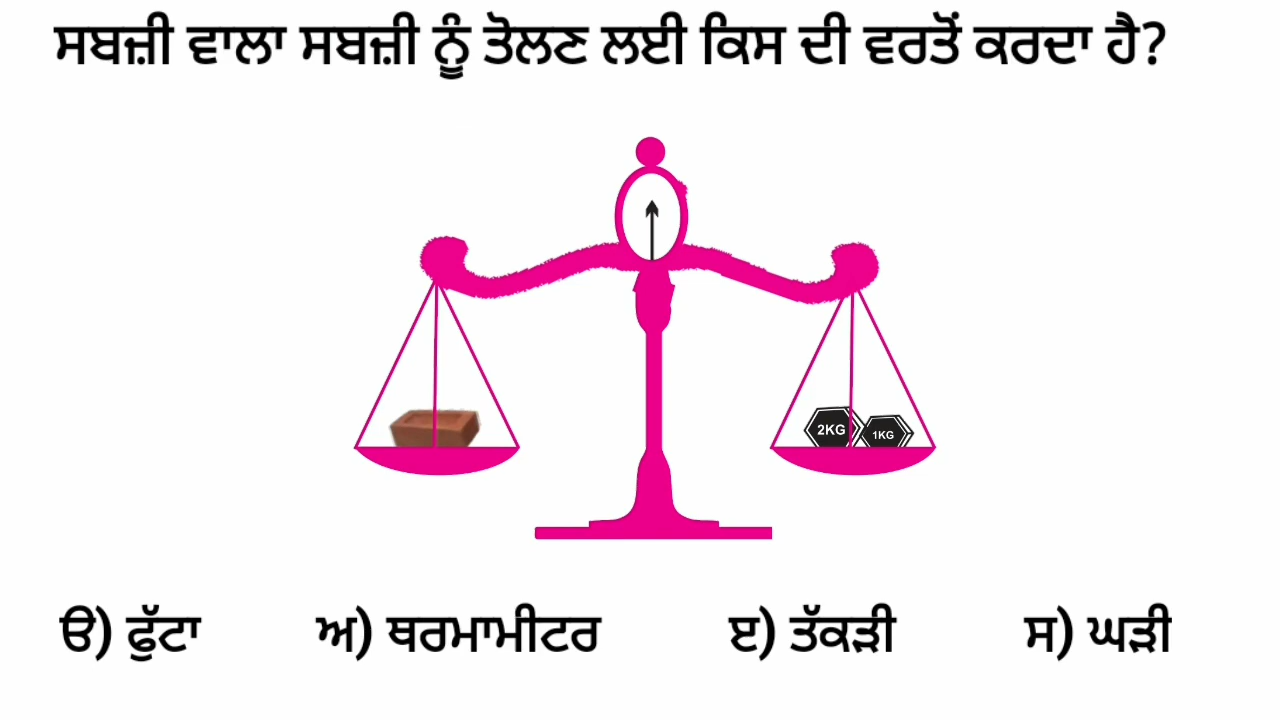 ਸਬਜ਼ੀ ਵਾਲਾ ਸਬਜ਼ੀ ਨੂੰ ਤੋਲਣ ਲਈ ਕਿਸ ਦੀ ਵਰਤੋਂ ਕਰਦਾ ਹੈ?
2KG 1KG
ੳ) ਫੁੱਟਾ ਅ) ਥਰਮਾਮੀਟਰ ੲ) ਤੱਕੜੀ ਸ) ਘੜੀ